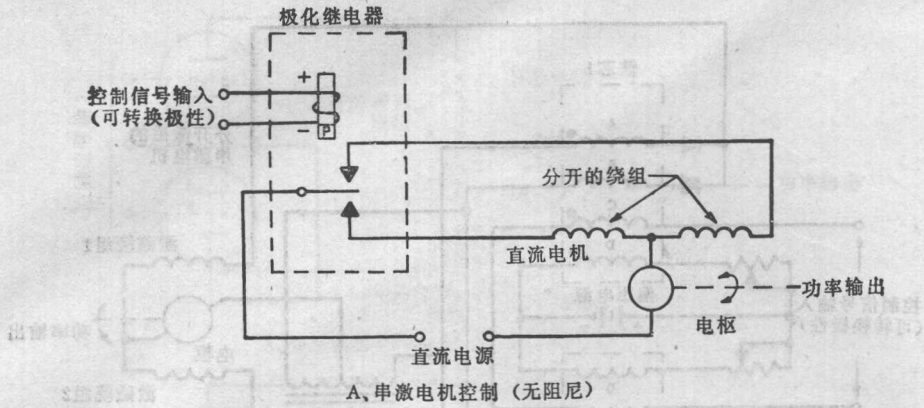 极化继电器
+
控制信号输入
(可转换极性)
-
P
分开的绕组
直流电机
功率输出
电枢
直流电源
A、串激电机控制 (无阻尼)